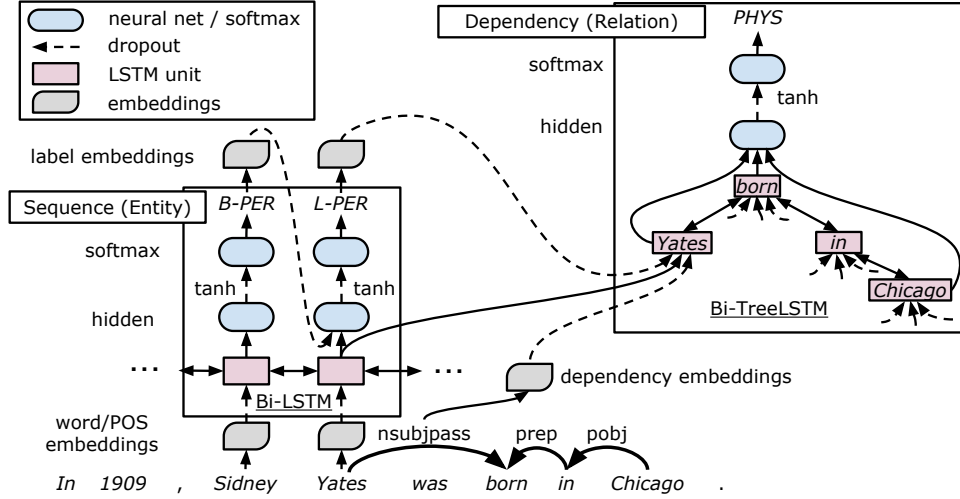 neural net / softmax
dropout
LSTM unit
embeddings
Dependency (Relation)
PHYS
softmax
tanh
hidden
born
Yates
in
Chicago
Bi-TreeLSTM
label embeddings
Sequence (Entity)
B-PER L-PER
softmax
tanh tanh
hidden
... ...
Bi-LSTM
dependency embeddings
word/POS
embeddings
nsubjpass prep pobj
In 1909 , Sidney Yates was born in Chicago .